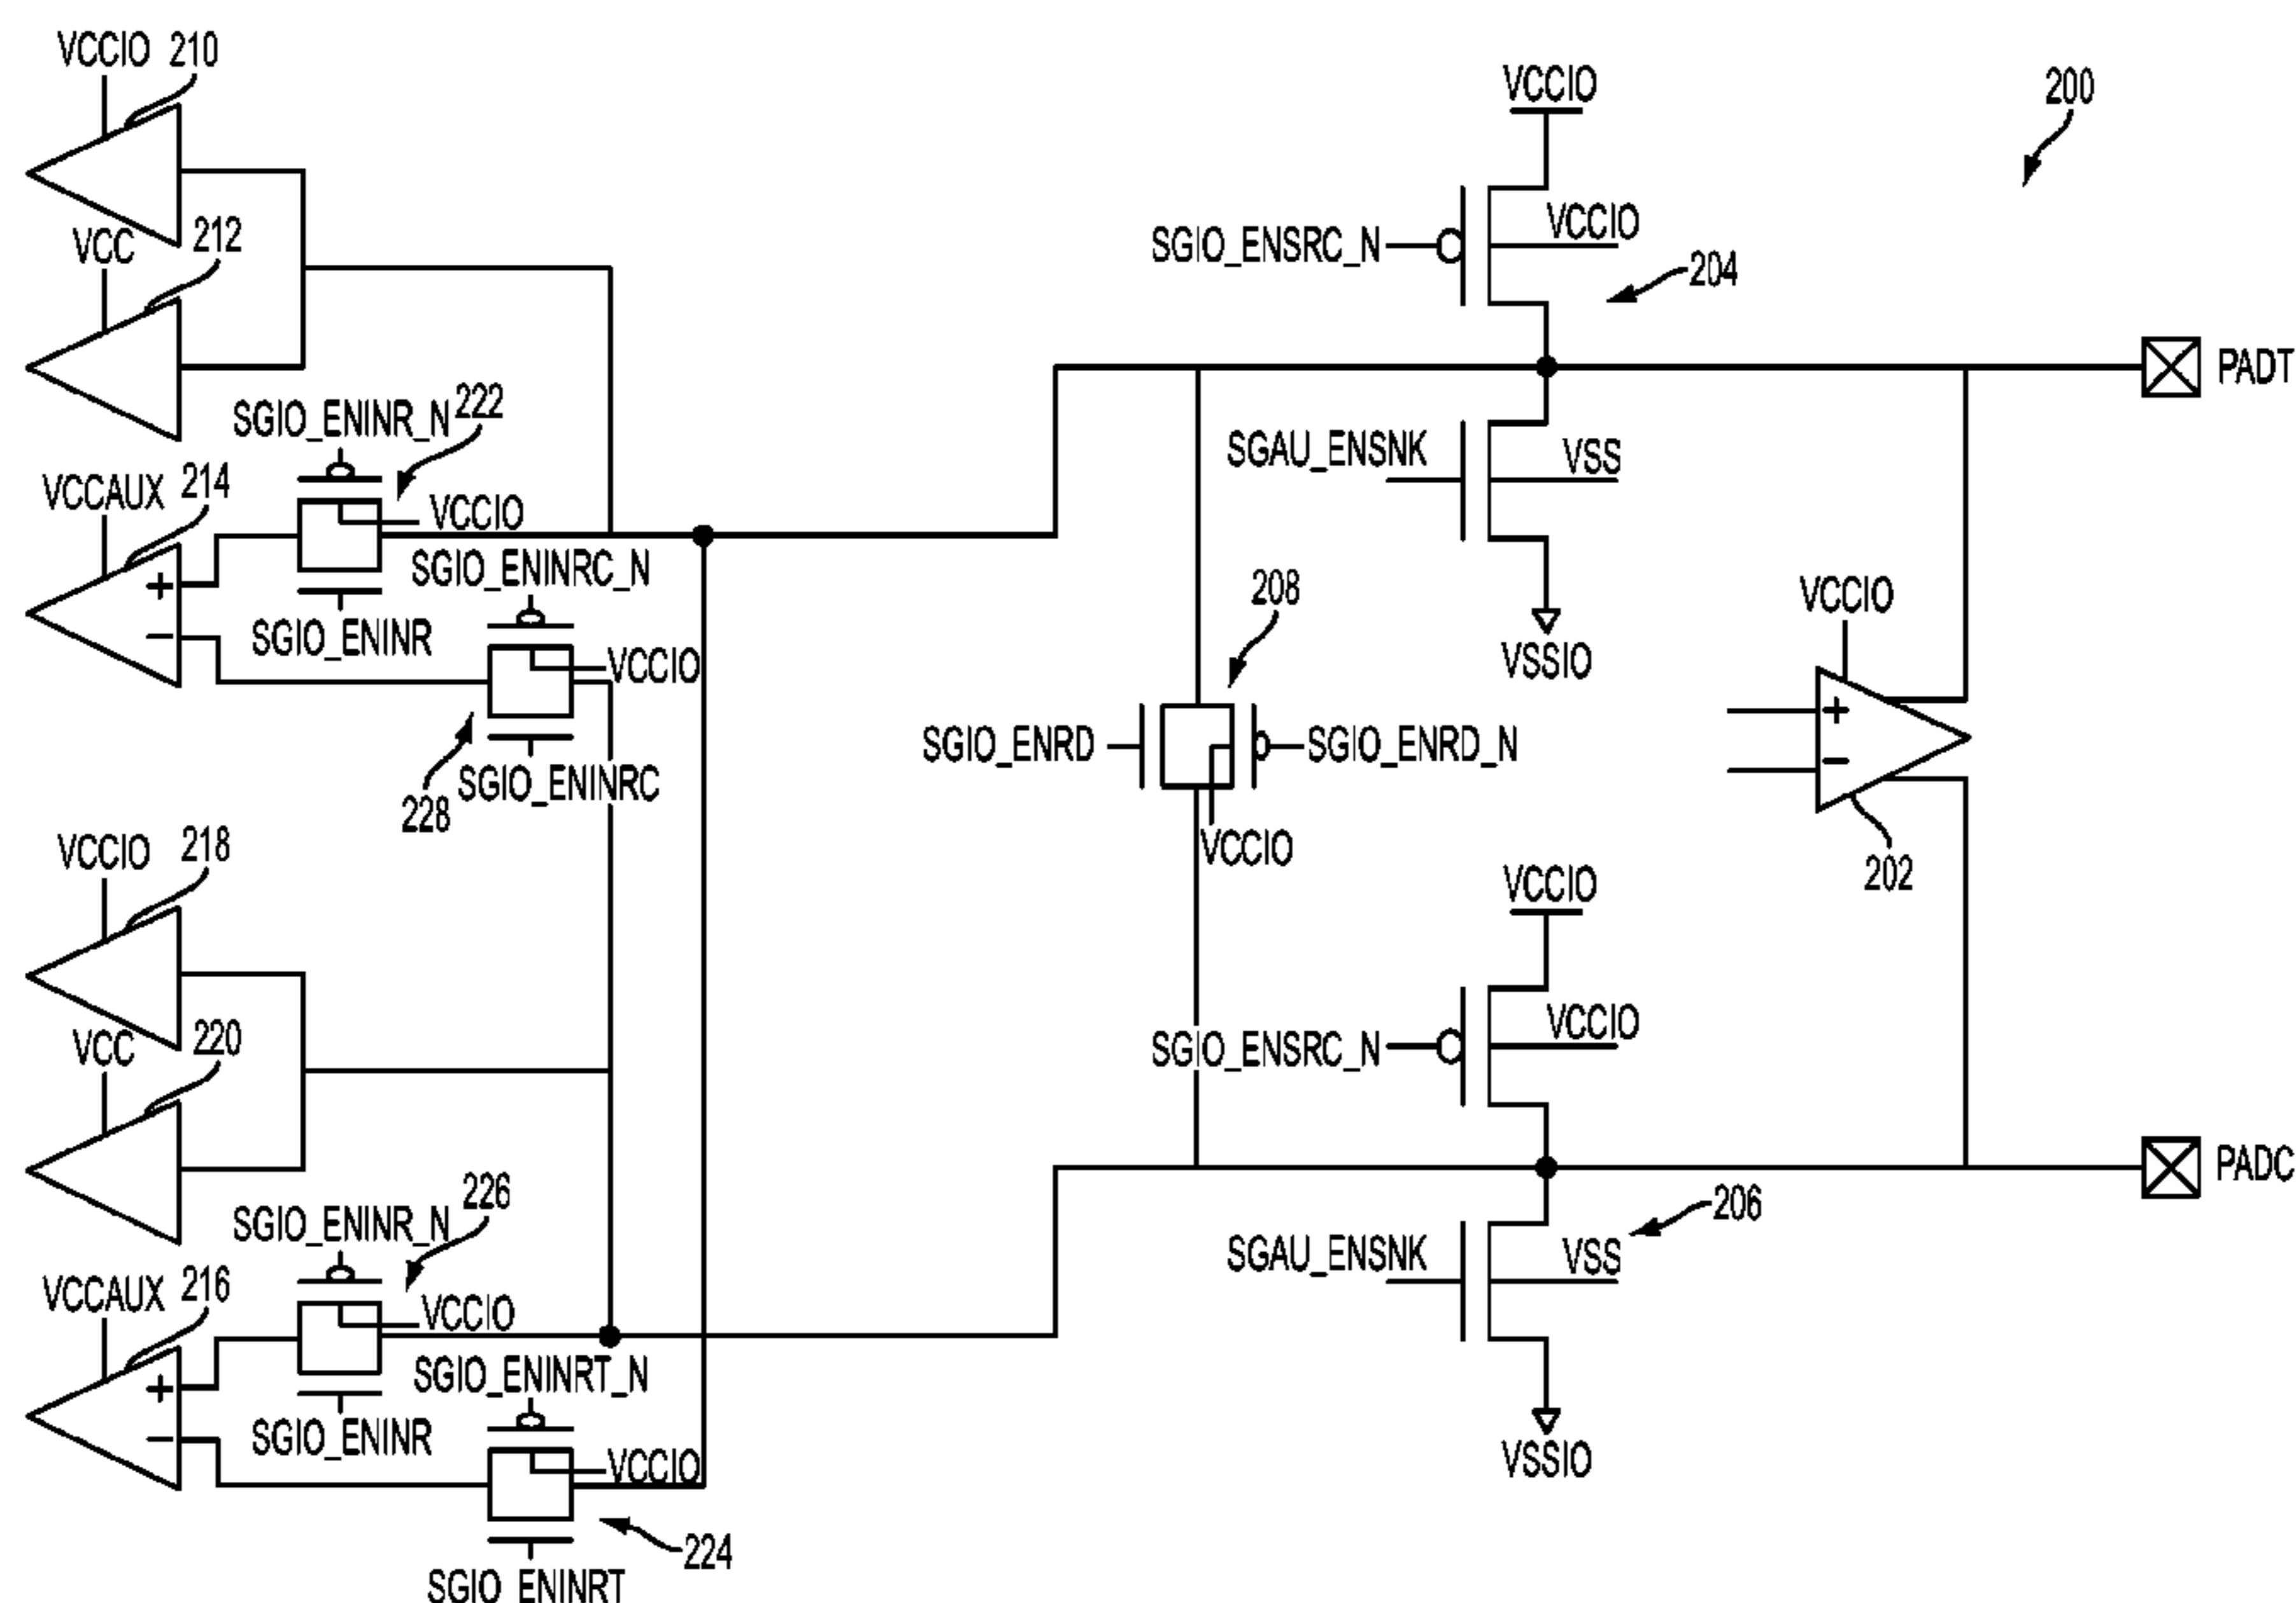 VCCIO 210
VCC 212
SGIO_ENINR_N 222
VCCAUX 214
VCCIO
+
−
SGIO_ENINR
SGIO_ENINRC_N
VCCIO
228
SGIO_ENINRC
VCCIO 218
VCC 220
SGIO_ENINR_N 226
VCCAUX 216
VCCIO
+
−
SGIO_ENINR
SGIO_ENINRT_N
VCCIO
224
SGIO_ENINRT
VCCIO
SGIO_ENSRC_N VCCIO
204
SGAU_ENSNK VSS
VSSIO
208
SGIO_ENRD SGIO_ENRD_N
VCCIO
VCCIO
SGIO_ENSRC_N VCCIO
206
SGAU_ENSNK VSS
VSSIO
200
PADT
VCCIO
+
−
202
PADC